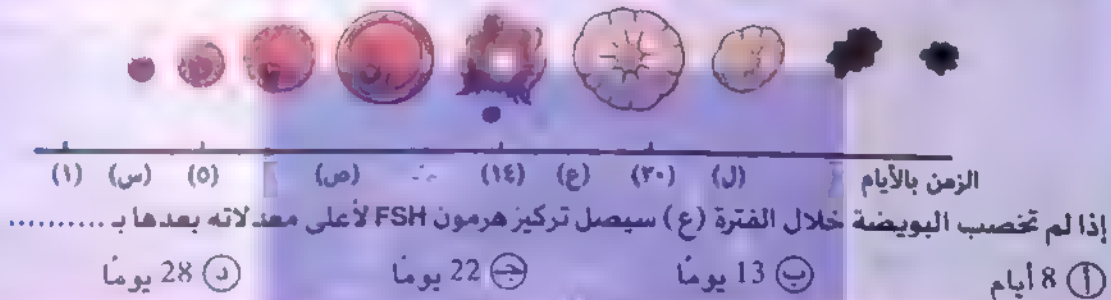 (١) (س) (٥) (ص) (١٤) (ع) (٢٠) (ل) الزمن بالأيام
إذا لم تخصب البويضة خلال الفترة (ع) سيصل تركيز هرمون FSH لأعلى معدلاته بعدها بـ ..........
أ 8 أيام ب 13 يومًا جـ 22 يومًا د 28 يومًا